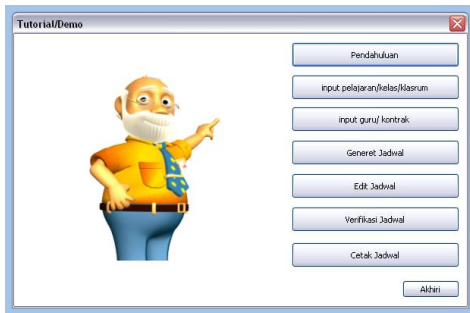 Tutorial/Demo
Pendahuluan
input pelajaran/kelas/klasrum
input guru/ kontrak
Generet Jadwal
Edit Jadwal
Verifikasi Jadwal
Cetak Jadwal
Akhiri